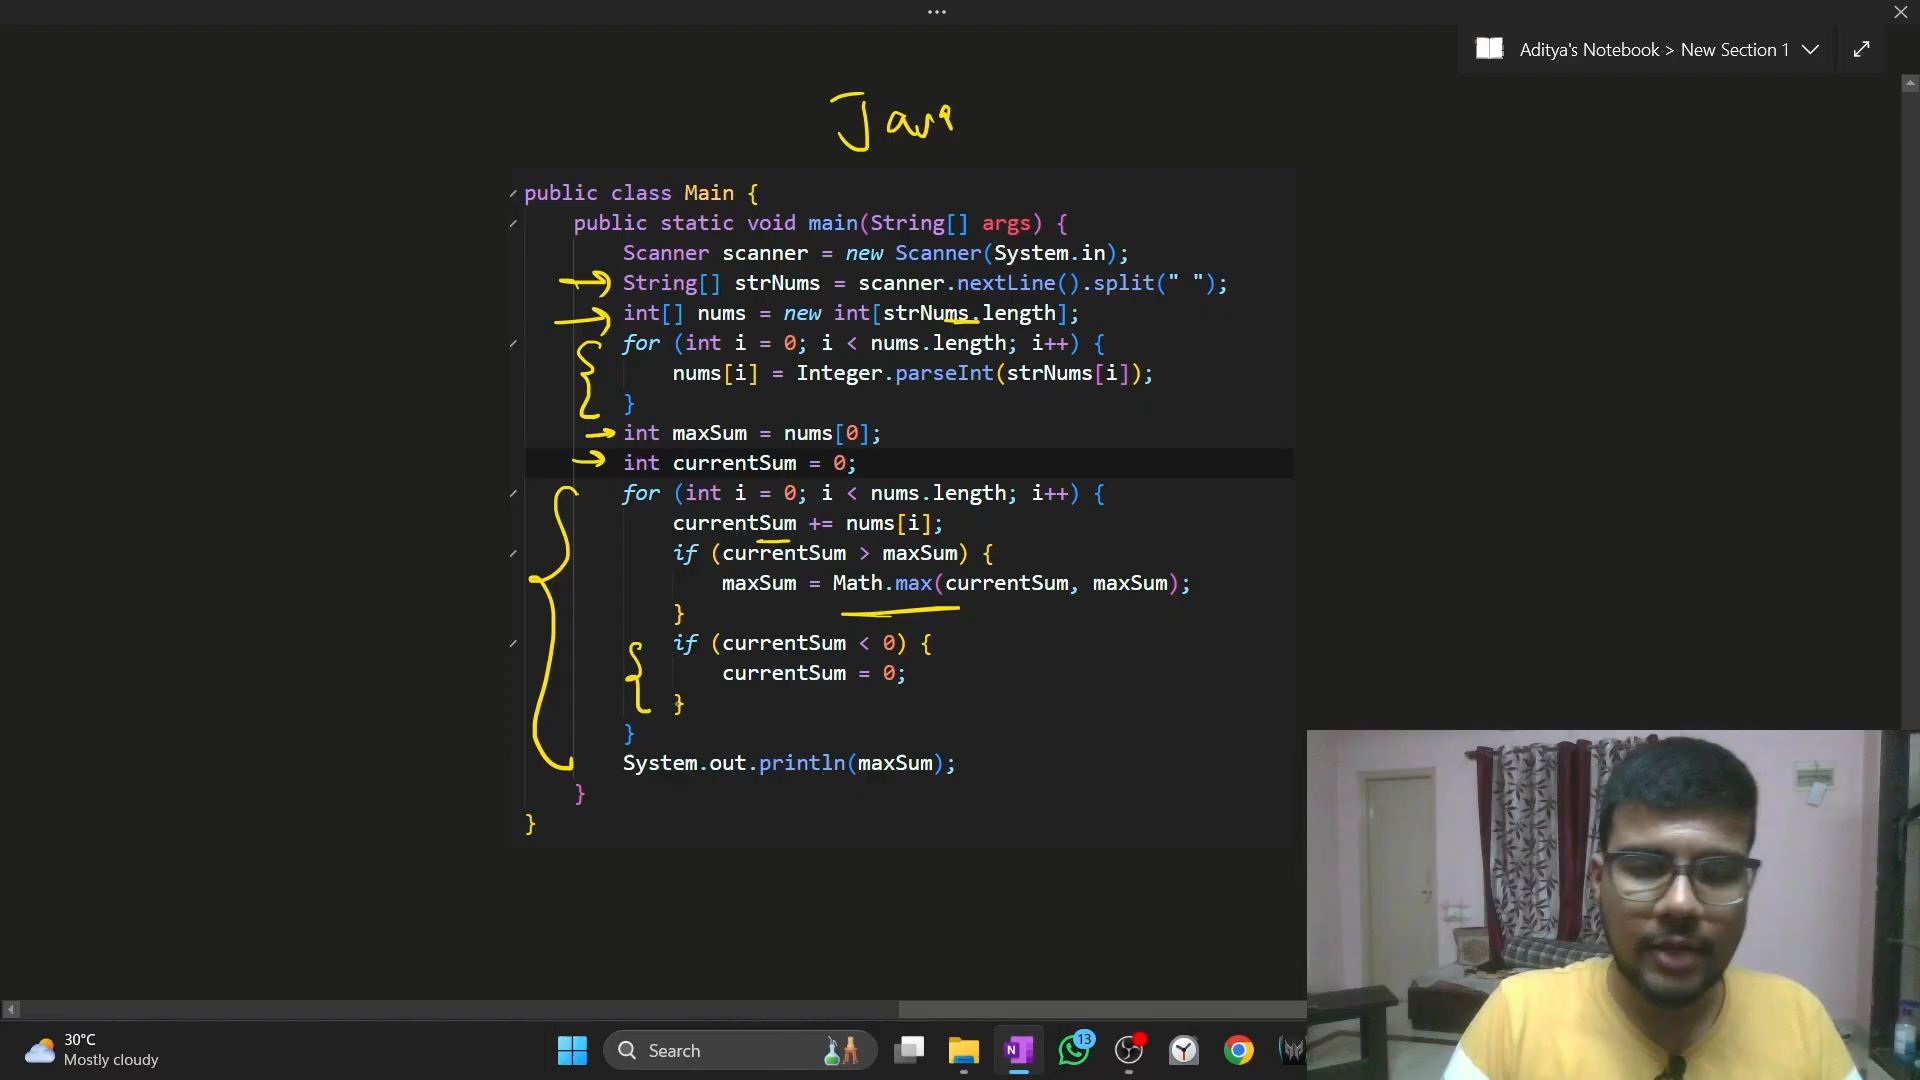 Aditya's Notebook > New Section 1
Java
public class Main {
public static void main(String[] args) {
Scanner scanner = new Scanner(System.in);
String[] strNums = scanner.nextLine().split(" ");
int[] nums = new int[strNums.length];
for (int i = 0; i < nums.length; i++) {
nums[i] = Integer.parseInt(strNums[i]);
}
int maxSum = nums[0];
int currentSum = 0;
for (int i = 0; i < nums.length; i++) {
currentSum += nums[i];
if (currentSum > maxSum) {
maxSum = Math.max(currentSum, maxSum);
}
if (currentSum < 0) {
currentSum = 0;
}
}
System.out.println(maxSum);
}
}
30°C
Mostly cloudy
Search
N
13